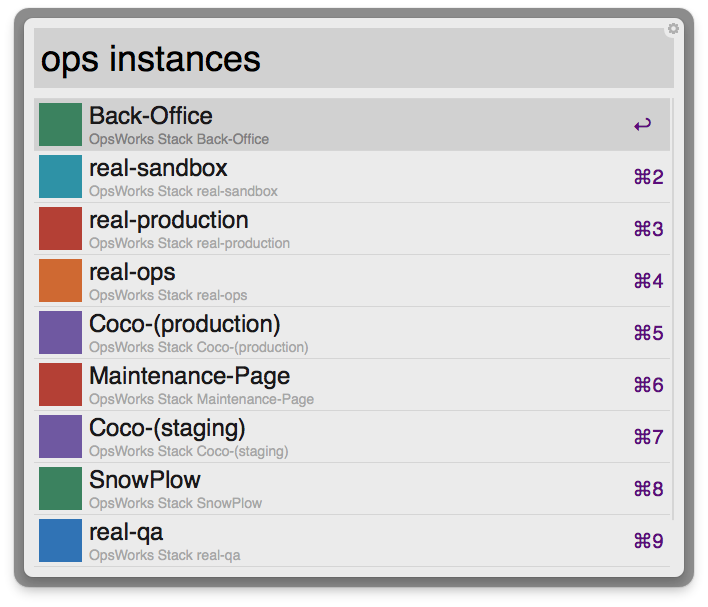 ops instances
Back-Office
OpsWorks Stack Back-Office
↩
real-sandbox
OpsWorks Stack real-sandbox
⌘2
real-production
OpsWorks Stack real-production
⌘3
real-ops
OpsWorks Stack real-ops
⌘4
Coco-(production)
OpsWorks Stack Coco-(production)
⌘5
Maintenance-Page
OpsWorks Stack Maintenance-Page
⌘6
Coco-(staging)
OpsWorks Stack Coco-(staging)
⌘7
SnowPlow
OpsWorks Stack SnowPlow
⌘8
real-qa
OpsWorks Stack real-qa
⌘9